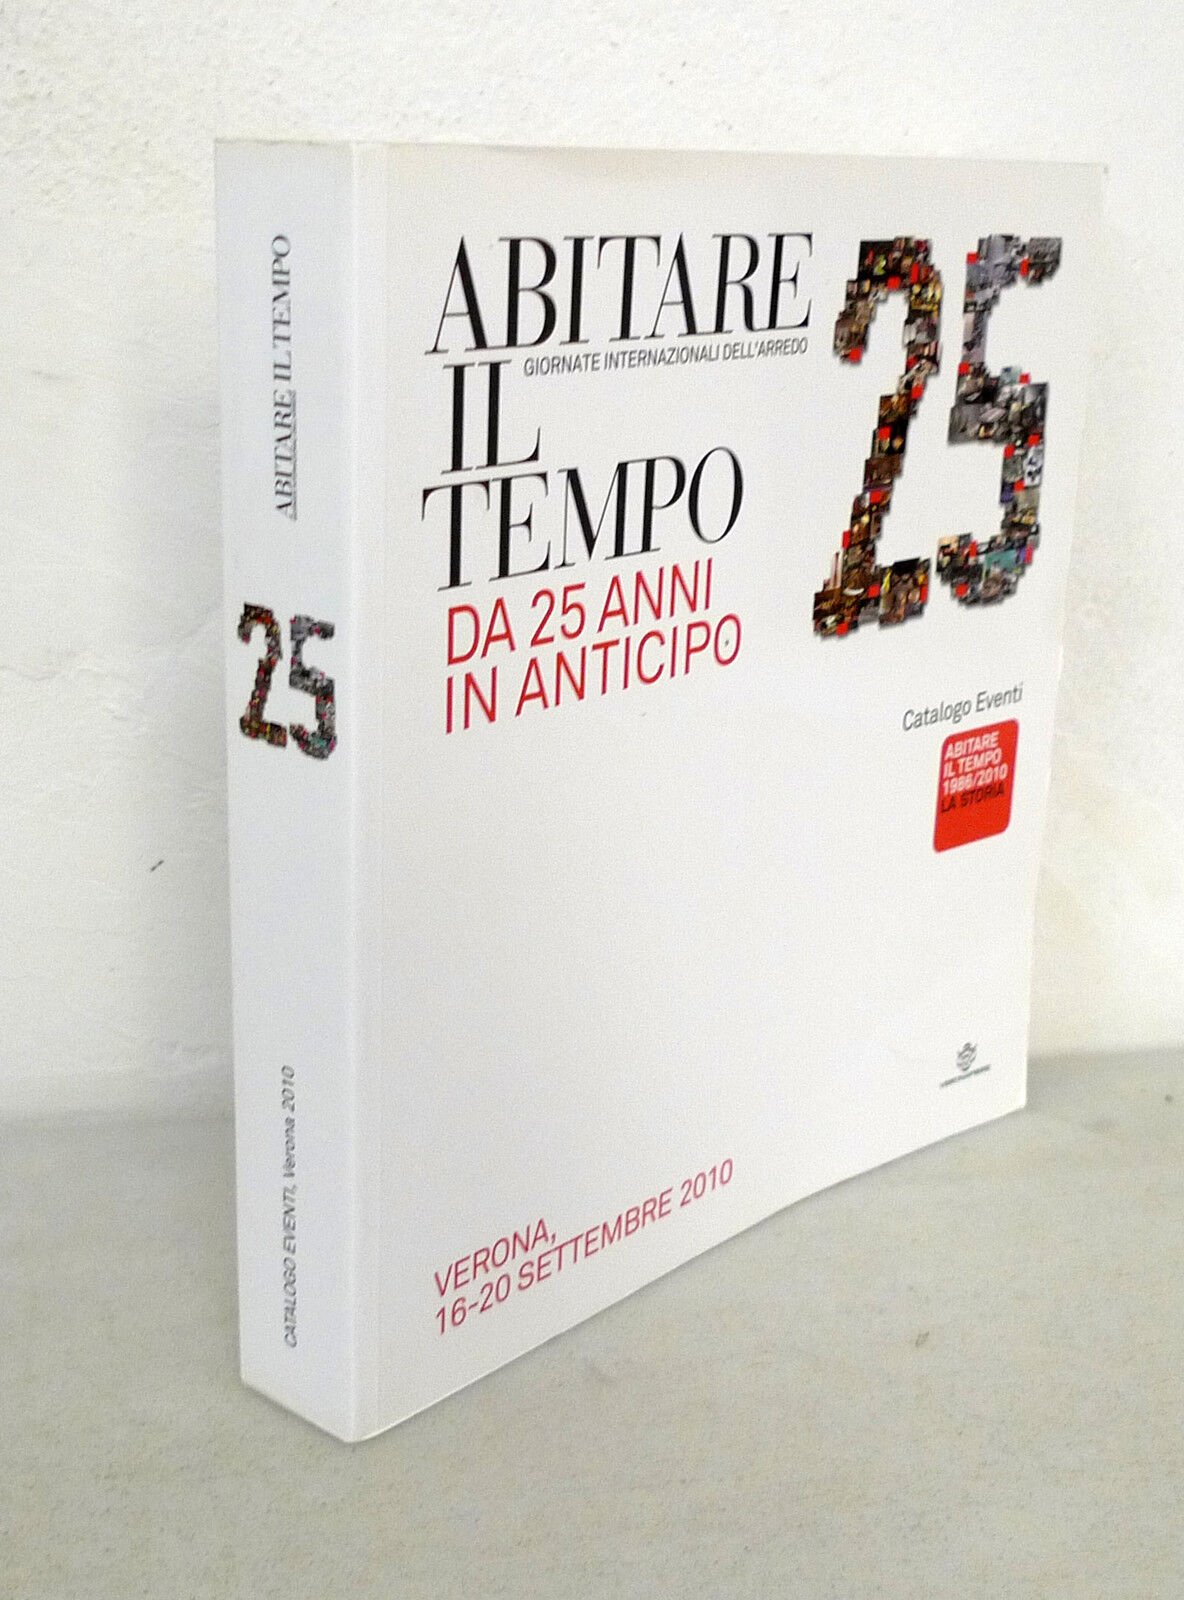 ABITARE IL TEMPO
25
CATALOGO EVENTI, Verona 2010
ABITARE
GIORNATE INTERNAZIONALI DELL'ARREDO
IL
TEMPO
DA 25 ANNI
IN ANTICIPO
25
Catalogo Eventi
ABITARE
IL TEMPO
1986/2010
LA STORIA
VERONA,
16-20 SETTEMBRE 2010